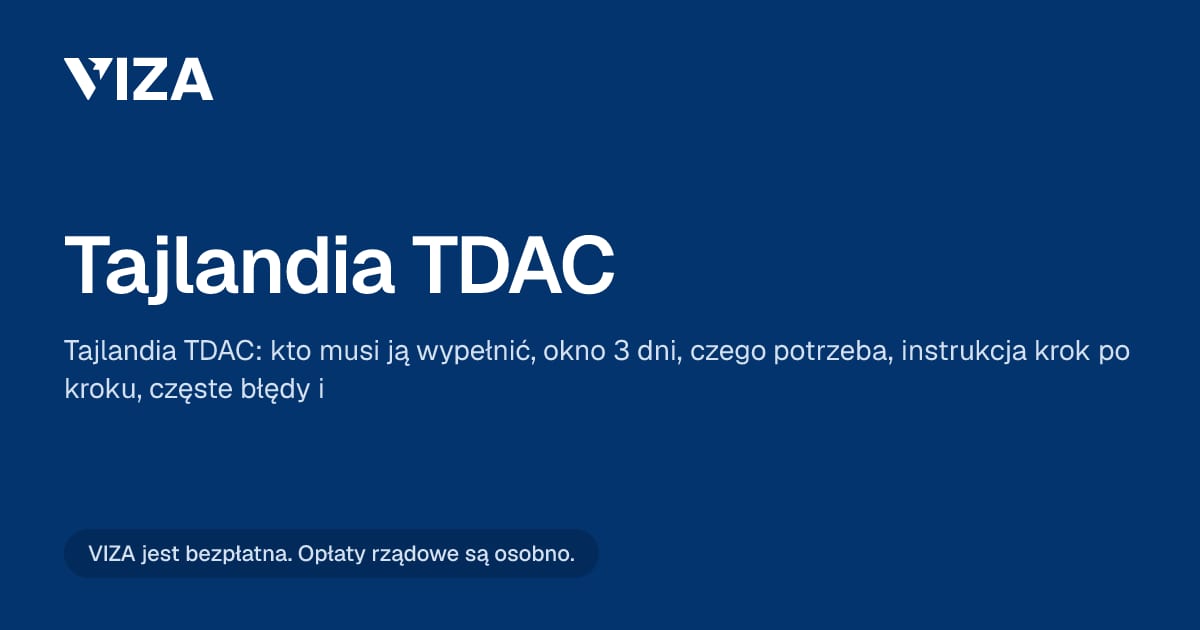 VIZA
Tajlandia TDAC
Tajlandia TDAC: kto musi ją wypełnić, okno 3 dni, czego potrzeba, instrukcja krok po
kroku, częste błędy i
VIZA jest bezpłatna. Opłaty rządowe są osobno.